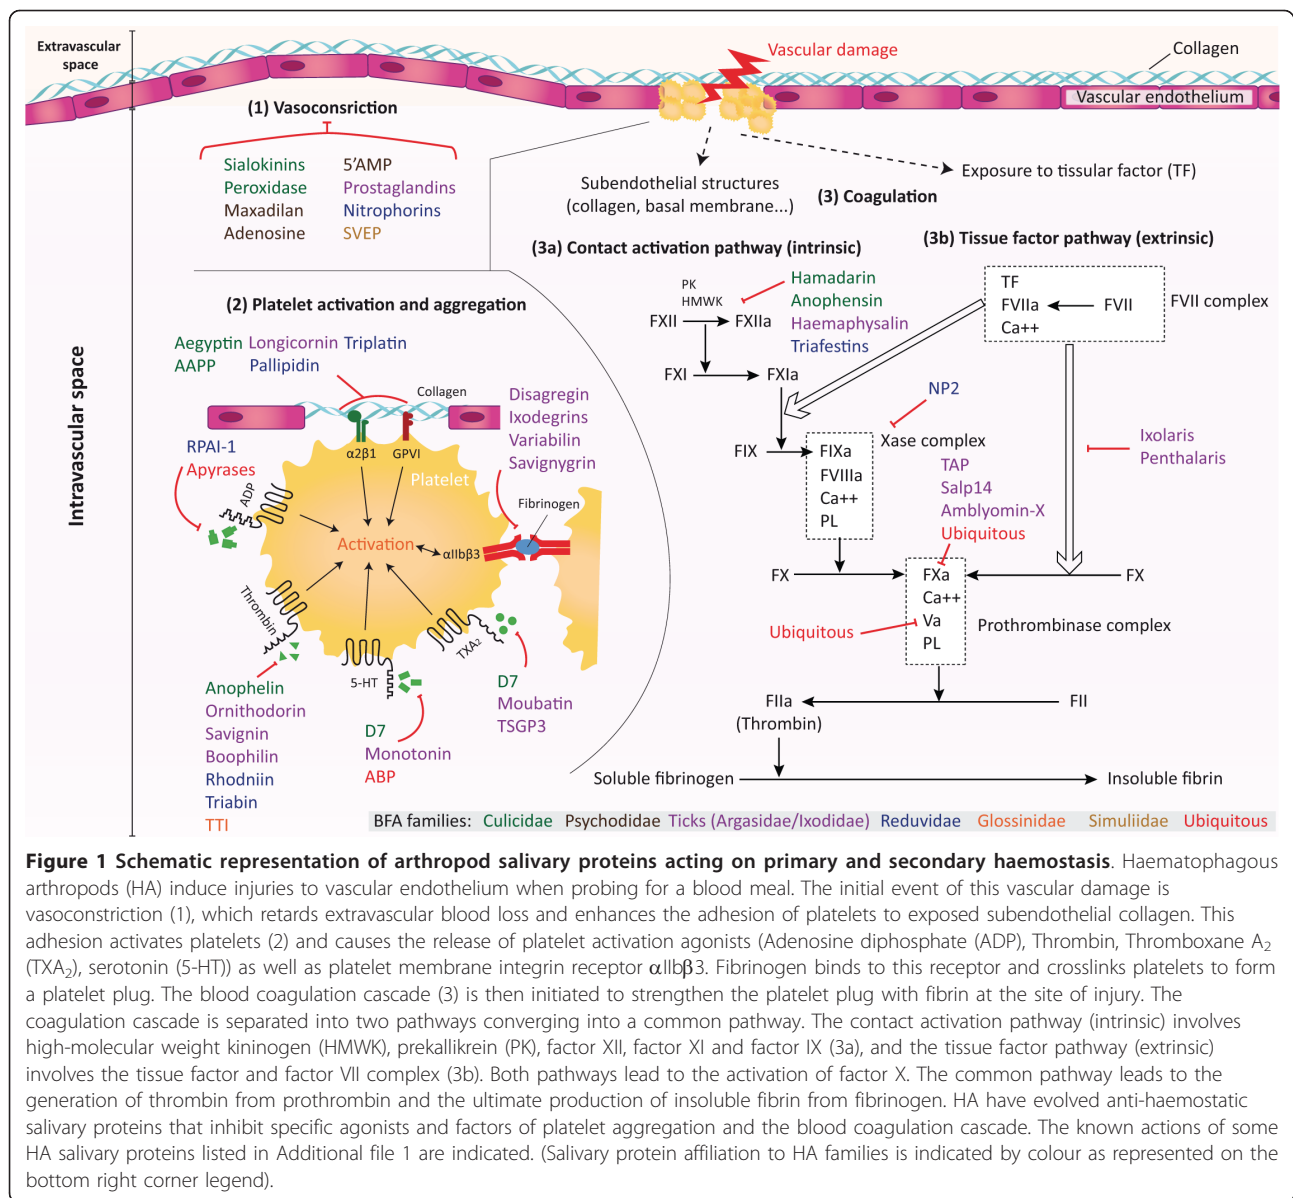 Extravascular
space
Vascular damage
Collagen
Vascular endothelium
(1) Vasoconsriction
Sialokinins
Peroxidase
Maxadilan
Adenosine
5'AMP
Prostaglandins
Nitrophorins
SVEP
Subendothelial structures
(collagen, basal membrane...)
Exposure to tissular factor (TF)
(3) Coagulation
(3a) Contact activation pathway (intrinsic)
(3b) Tissue factor pathway (extrinsic)
PK
HMWK
FXII
FXIIa
Hamadarin
Anophensin
Haemaphysalin
Triafestins
FXI
FXIa
TF
FVIIa
FVII
Ca++
FVII complex
NP2
Xase complex
FIX
FIXa
FVIIIa
Ca++
PL
TAP
Salp14
Amblyomin-X
Ubiquitous
Ixolaris
Penthalaris
FX
FXa
Ca++
Va
PL
FX
Ubiquitous
Prothrombinase complex
FIIa
(Thrombin)
FII
Soluble fibrinogen
Insoluble fibrin
Intravascular space
(2) Platelet activation and aggregation
Aegyptin
AAPP
Longicornin
Pallipidin
Triplatin
Collagen
Disagregin
Ixodegrins
Variabilin
Savignygrin
RPAI-1
Apyrases
α2β1
GPVI
Platelet
ADP
Fibrinogen
Activation
αIIbβ3
Thrombin
5-HT
TXA2
Anophelin
Ornithodorin
Savignin
Boophilin
Rhodniin
Triabin
TTI
D7
Monotonin
ABP
D7
Moubatin
TSGP3
BFA families: Culicidae Psychodidae Ticks (Argasidae/Ixodidae) Reduvidae Glossinidae Simuliidae Ubiquitous
Figure 1 Schematic representation of arthropod salivary proteins acting on primary and secondary haemostasis. Haematophagous
arthropods (HA) induce injuries to vascular endothelium when probing for a blood meal. The initial event of this vascular damage is
vasoconstriction (1), which retards extravascular blood loss and enhances the adhesion of platelets to exposed subendothelial collagen. This
adhesion activates platelets (2) and causes the release of platelet activation agonists (Adenosine diphosphate (ADP), Thrombin, Thromboxane A2
(TXA2), serotonin (5-HT)) as well as platelet membrane integrin receptor αIIbβ3. Fibrinogen binds to this receptor and crosslinks platelets to form
a platelet plug. The blood coagulation cascade (3) is then initiated to strengthen the platelet plug with fibrin at the site of injury. The
coagulation cascade is separated into two pathways converging into a common pathway. The contact activation pathway (intrinsic) involves
high-molecular weight kininogen (HMWK), prekallikrein (PK), factor XII, factor XI and factor IX (3a), and the tissue factor pathway (extrinsic)
involves the tissue factor and factor VII complex (3b). Both pathways lead to the activation of factor X. The common pathway leads to the
generation of thrombin from prothrombin and the ultimate production of insoluble fibrin from fibrinogen. HA have evolved anti-haemostatic
salivary proteins that inhibit specific agonists and factors of platelet aggregation and the blood coagulation cascade. The known actions of some
HA salivary proteins listed in Additional file 1 are indicated. (Salivary protein affiliation to HA families is indicated by colour as represented on the
bottom right corner legend).